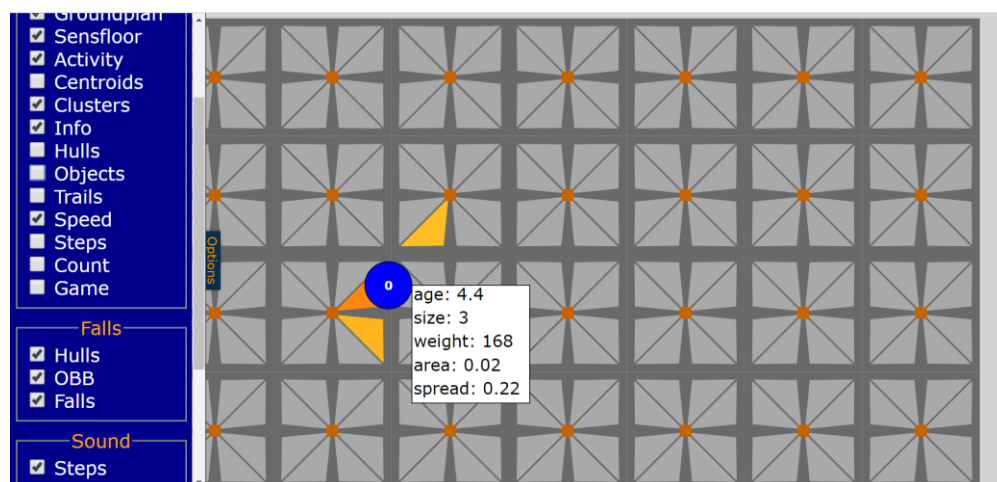 Groundplan
Sensfloor
Activity
Centroids
Clusters
Info
Hulls
Objects
Trails
Speed
Steps
Count
Game
Falls
Hulls
OBB
Falls
Sound
Steps
Options
0
age: 4.4
size: 3
weight: 168
area: 0.02
spread: 0.22